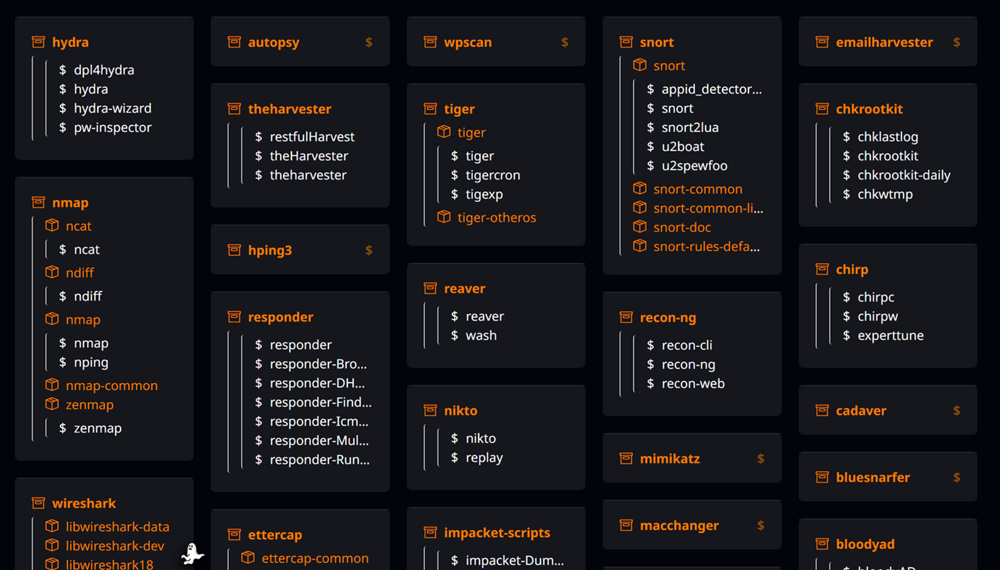 hydra
$ dpl4hydra
$ hydra
$ hydra-wizard
$ pw-inspector
nmap
ncat
$ ncat
ndiff
$ ndiff
nmap
$ nmap
$ nping
nmap-common
zenmap
$ zenmap
wireshark
libwireshark-data
libwireshark-dev
libwireshark18
autopsy $
theharvester
$ restfulHarvest
$ theHarvester
$ theharvester
hping3 $
responder
$ responder
$ responder-Bro...
$ responder-DH...
$ responder-Find...
$ responder-Icm...
$ responder-Mul...
$ responder-Run...
ettercap
ettercap-common
wpscan $
tiger
tiger
$ tiger
$ tigercron
$ tigexp
tiger-otheros
reaver
$ reaver
$ wash
nikto
$ nikto
$ replay
impacket-scripts
$ impacket-Dum...
snort
snort
$ appid_detector...
$ snort
$ snort2lua
$ u2boat
$ u2spewfoo
snort-common
snort-common-li...
snort-doc
snort-rules-defa...
recon-ng
$ recon-cli
$ recon-ng
$ recon-web
mimikatz $
macchanger $
emailharvester $
chkrootkit
$ chklastlog
$ chkrootkit
$ chkrootkit-daily
$ chkwtmp
chirp
$ chirpc
$ chirpw
$ experttune
cadaver $
bluesnarfer $
bloodyad
$ bloodyAD